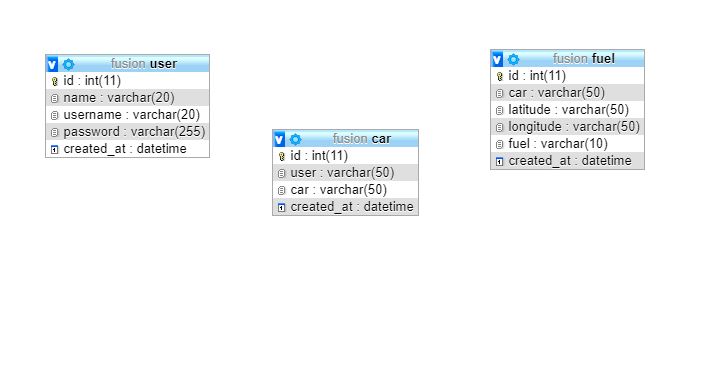 fusion user
id : int(11)
name : varchar(20)
username : varchar(20)
password : varchar(255)
created_at : datetime
fusion car
id : int(11)
user : varchar(50)
car : varchar(50)
created_at : datetime
fusion fuel
id : int(11)
car : varchar(50)
latitude : varchar(50)
longitude : varchar(50)
fuel : varchar(10)
created_at : datetime